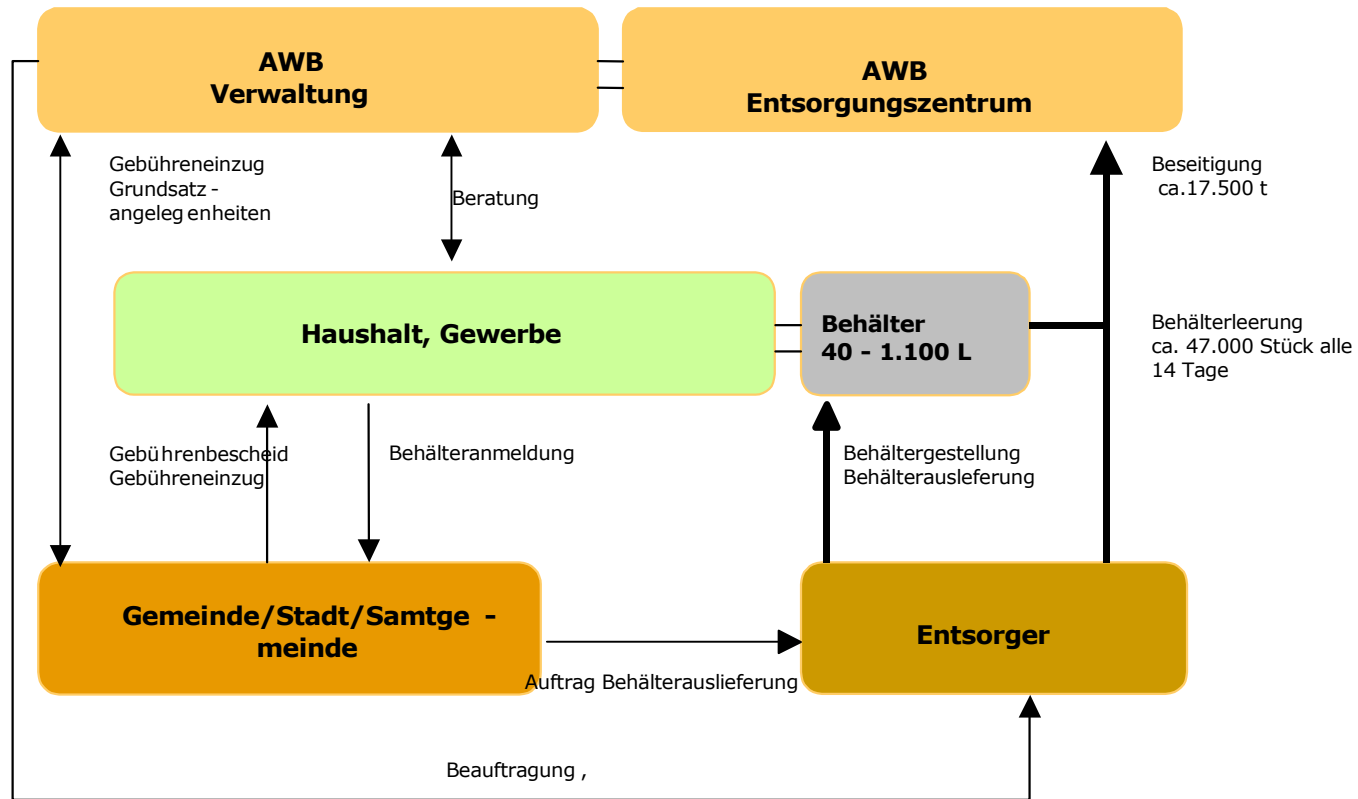 AWB
Verwaltung
AWB
Entsorgungszentrum
Gebühreneinzug
Grundsatz -
angeleg enheiten
Beratung
Beseitigung
ca.17.500 t
Haushalt, Gewerbe
Behälter
40 - 1.100 L
Behälterleerung
ca. 47.000 Stück alle
14 Tage
Gebührenbescheid
Gebühreneinzug
Behälteranmeldung
Behältergestellung
Behälterausleferung
Gemeinde/Stadt/Samtge -
meinde
Entsorger
Auftrag Behälterauslieferung
Beauftragung ,